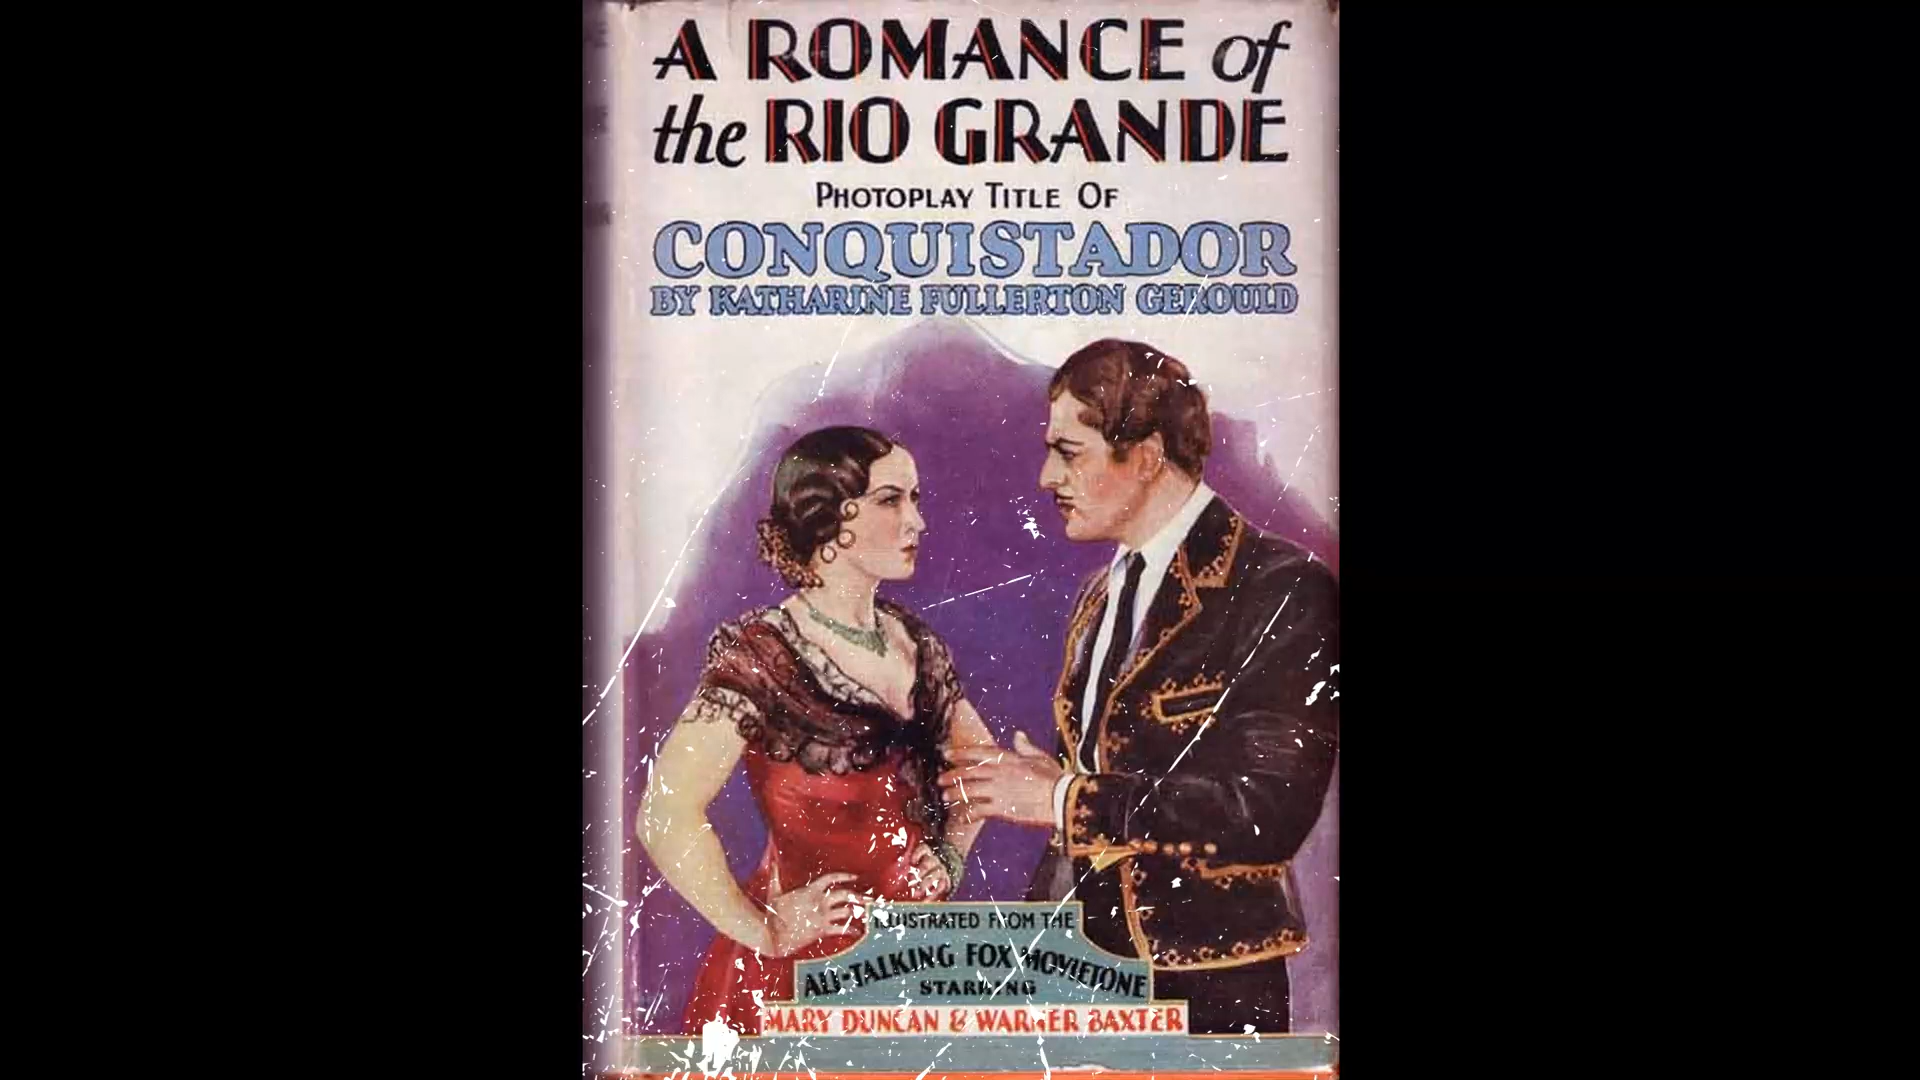 A ROMANCE of
the RIO GRANDE
PHOTOPLAY TITLE OF
CONQUISTADOR
BY KATHARINE FULLERTON GEROULD
ILLUSTRATED FROM THE
ALL-TALKING FOX MOVIETONE
STARRING
MARY DUNCAN & WARNER BAXTER